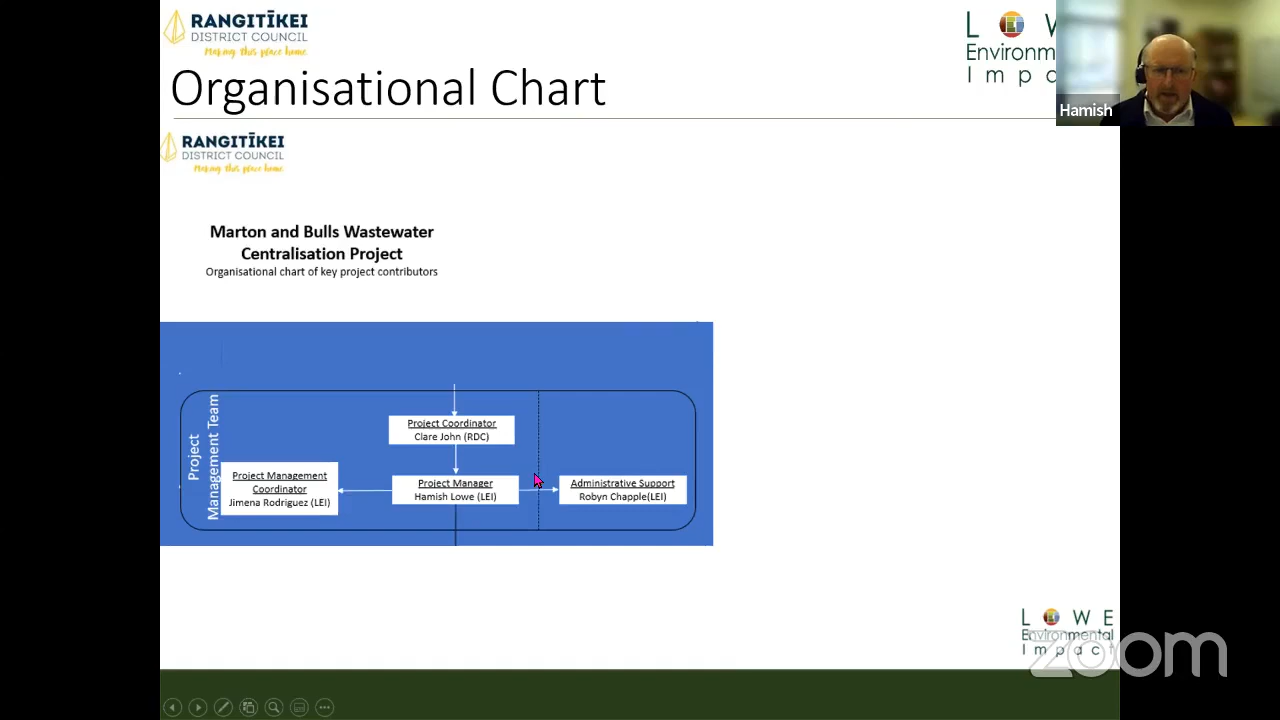 RANGITĪKEI
DISTRICT COUNCIL
Making this place home
L O W
Environmen
I m p a
Hamish
Organisational Chart
RANGITĪKEI
DISTRICT COUNCIL
Making this place home
Marton and Bulls Wastewater
Centralisation Project
Organisational chart of key project contributors
Project
Management Team
Project Coordinator
Clare John (RDC)
Project Management
Coordinator
Jimena Rodriguez (LEI)
Project Manager
Hamish Lowe (LEI)
Administrative Support
Robyn Chapple(LEI)
L O W E
Environmental
I m p a c t
zoom